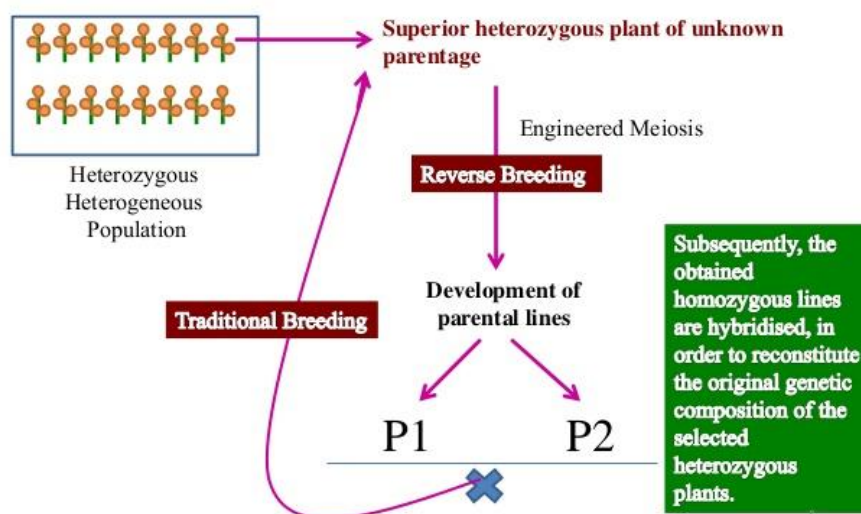 Superior heterozygous plant of unknown
parentage
Engineered Meiosis
Heterozygous
Heterogeneous
Population
Reverse Breeding
Traditional Breeding
Development of
parental lines
P1
P2
Subsequently, the
obtained
homozygous lines
are hybridised, in
order to reconstitute
the original genetic
composition of the
selected
heterozygous
plants.